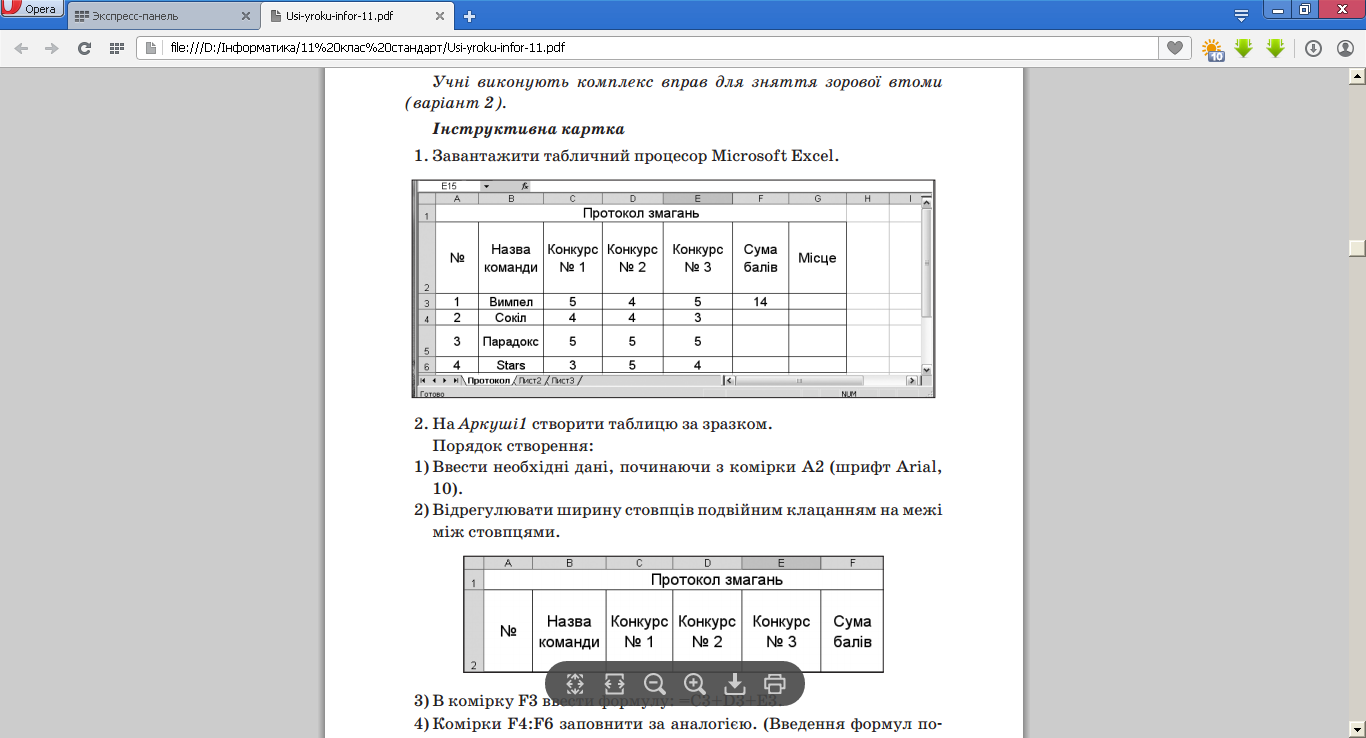 Opera
Экспресс-панель
Usi-yroku-infor-11.pdf
file:///D:/Інформатика/11%20клас%20стандарт/Usi-yroku-infor-11.pdf
10
Учні виконують комплекс вправ для зняття зорової втоми
(варіант 2).
Інструктивна картка
1. Завантажити табличний процесор Microsoft Excel.
E15 fx
A B C D E F G H I
1 Протокол змагань
2 № Назва команди Конкурс № 1 Конкурс № 2 Конкурс № 3 Сума балів Місце
3 1 Вимпел 5 4 5 14
4 2 Сокіл 4 4 3
5 3 Парадокс 5 5 5
6 4 Stars 3 5 4
Протокол / Лист2 / Лист3 /
Готово NUM
2. На Аркуші1 створити таблицю за зразком.
Порядок створення:
1) Ввести необхідні дані, починаючи з комірки A2 (шрифт Arial,
10).
2) Відрегулювати ширину стовпців подвійним клацанням на межі
між стовпцями.
A B C D E F
1 Протокол змагань
2 № Назва команди Конкурс № 1 Конкурс № 2 Конкурс № 3 Сума балів
3) В комірку F3 ввести формулу: =C3+D3+E3.
4) Комірки F4:F6 заповнити за аналогією. (Введення формул по-